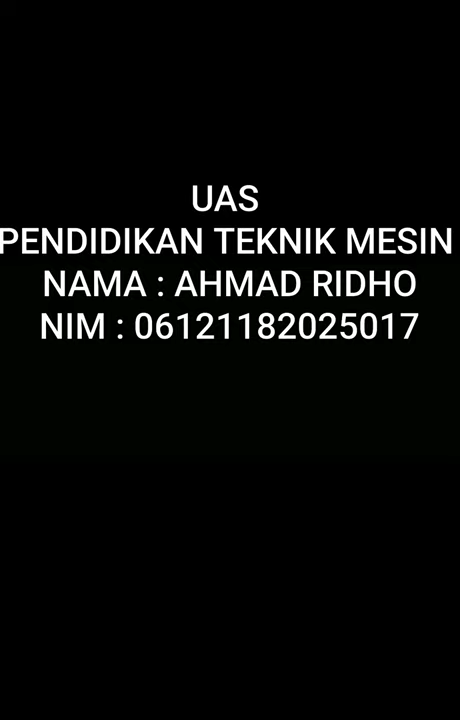 UAS
PENDIDIKAN TEKNIK MESIN
NAMA : AHMAD RIDHO
NIM : 06121182025017